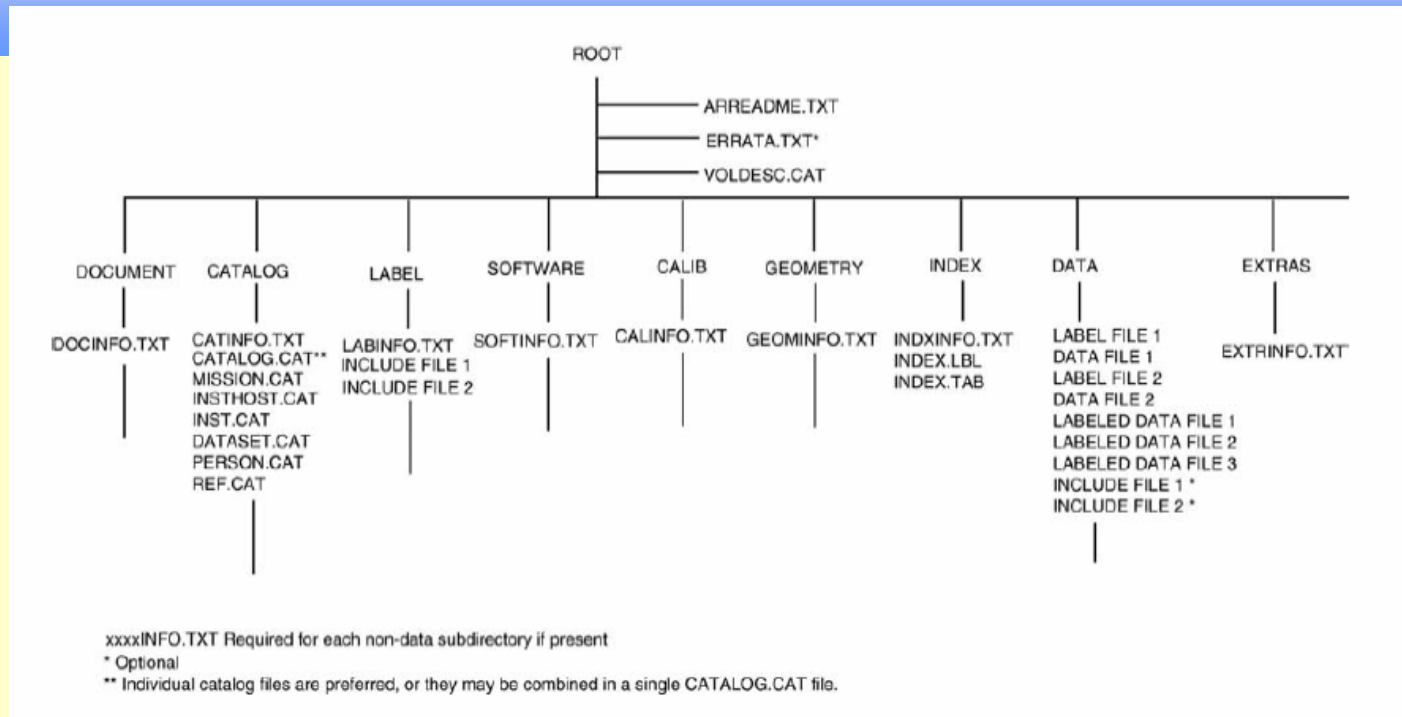 ROOT
ARREADME.TXT
ERRATA.TXT*
VOLDESC.CAT
DOCUMENT
CATALOG
LABEL
SOFTWARE
CALIB
GEOMETRY
INDEX
DATA
EXTRAS
DOCINFO.TXT
CATINFO.TXT
CATALOG.CAT**
MISSION.CAT
INSTHOST.CAT
INST.CAT
DATASET.CAT
PERSON.CAT
REF.CAT
LABINFO.TXT
INCLUDE FILE 1
INCLUDE FILE 2
SOFTINFO.TXT
CALINFO.TXT
GEOMINFO.TXT
INDXINFO.TXT
INDEX.LBL
INDEX.TAB
LABEL FILE 1
DATA FILE 1
LABEL FILE 2
DATA FILE 2
LABELED DATA FILE 1
LABELED DATA FILE 2
LABELED DATA FILE 3
INCLUDE FILE 1 *
INCLUDE FILE 2 *
EXTRINFO.TXT
xxxxINFO.TXT Required for each non-data subdirectory if present
* Optional
** Individual catalog files are preferred, or they may be combined in a single CATALOG.CAT file.